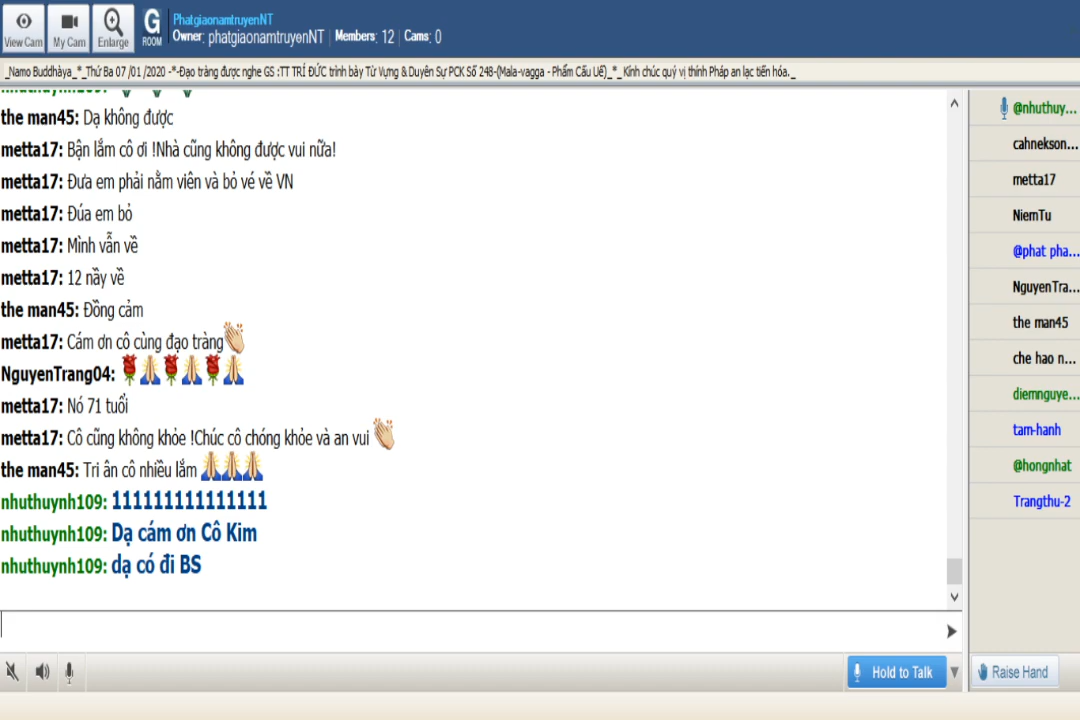 View Cam
My Cam
Enlarge
G
ROOM
PhatgiaonamtruyenNT
Owner: phatgiaonamtruyenNT | Members: 12 | Cams: 0
_Namo Buddhàya_*_Thứ Ba 07 /01 /2020 -*-Đạo tràng được nghe GS :TT TRÍ ĐỨC trình bày Từ Vựng & Duyên Sự PCK Số 248-(Mala-vagga - Phẩm Cấu Uế)_*_ Kính chúc quý vị thính Pháp an lạc tiến hóa._
the man45: Dạ không được
metta17: Bận lắm cô ơi !Nhà cũng không được vui nữa!
metta17: Đưa em phải nằm viên và bỏ vé về VN
metta17: Đúa em bỏ
metta17: Mình vẫn về
metta17: 12 nầy về
the man45: Đồng cảm
metta17: Cám ơn cô cùng đạo tràng👏
NguyenTrang04: 🌹🙏🌹🙏🌹🙏
metta17: Nó 71 tuổi
metta17: Cô cũng không khỏe !Chúc cô chóng khỏe và an vui 👏
the man45: Tri ân cô nhiều lắm 🙏🙏🙏
nhuthuynh109: 111111111111111
nhuthuynh109: Dạ cám ơn Cô Kim
nhuthuynh109: dạ có đi BS
@nhuthuy...
cahnekson...
metta17
NiemTu
@phat pha...
NguyenTra...
the man45
che hao n...
diemnguye...
tam-hanh
@hongnhat
Trangthu-2
Hold to Talk
Raise Hand